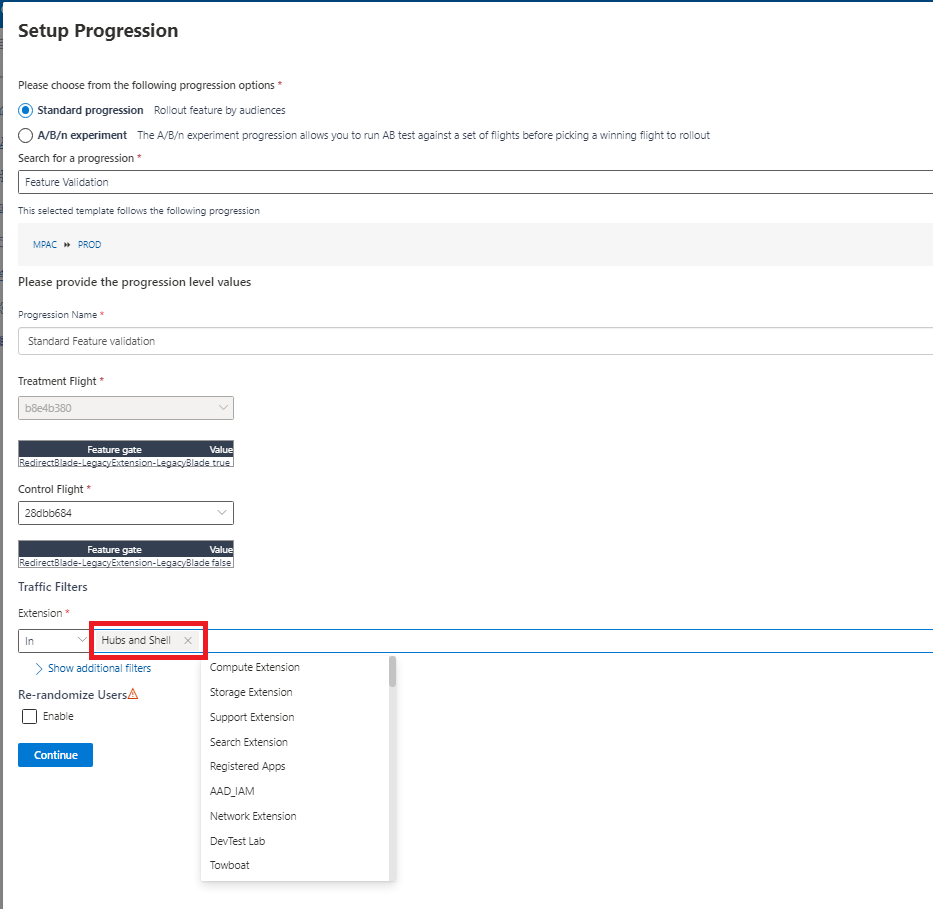 Setup Progression
Please choose from the following progression options *
Standard progression Rollout feature by audiences
A/B/n experiment The A/B/n experiment progression allows you to run AB test against a set of flights before picking a winning flight to rollout
Search for a progression *
Feature Validation
This selected template follows the following progression
MPAC PROD
Please provide the progression level values
Progression Name *
Standard Feature validation
Treatment Flight *
b8e4b380
Feature gate Value
RedirectBlade-LegacyExtension-LegacyBlade true
Control Flight *
28dbb684
Feature gate Value
RedirectBlade-LegacyExtension-LegacyBlade false
Traffic Filters
Extension *
In Hubs and Shell
Show additional filters
Compute Extension
Storage Extension
Support Extension
Search Extension
Registered Apps
AAD_IAM
Network Extension
DevTest Lab
Towboat
Re-randomize Users
Enable
Continue